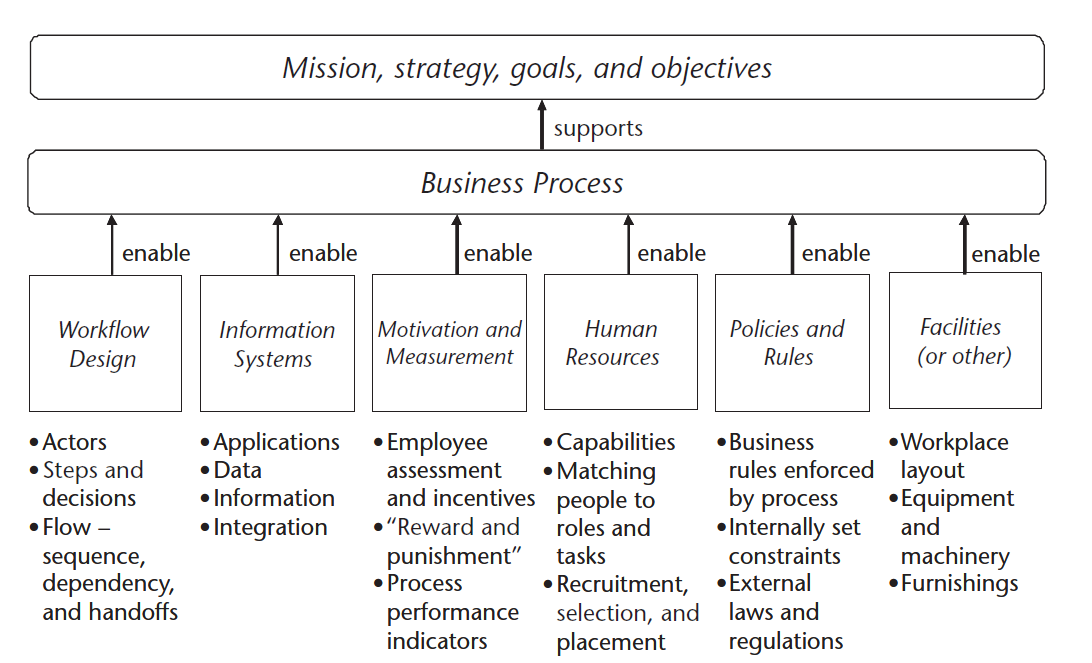 Mission, strategy, goals, and objectives
supports
Business Process
enable
enable
enable
enable
enable
enable
Workflow
Design
Information
Systems
Motivation and
Measurement
Human
Resources
Policies and
Rules
Facilities
(or other)
•Actors
•Steps and
decisions
•Flow –
sequence,
dependency,
and handoffs
•Applications
•Data
•Information
•Integration
•Employee
assessment
and incentives
•“Reward and
punishment”
•Process
performance
indicators
•Capabilities
•Matching
people to
roles and
tasks
•Recruitment,
selection, and
placement
•Business
rules enforced
by process
•Internally set
constraints
•External
laws and
regulations
•Workplace
layout
•Equipment
and
machinery
•Furnishings